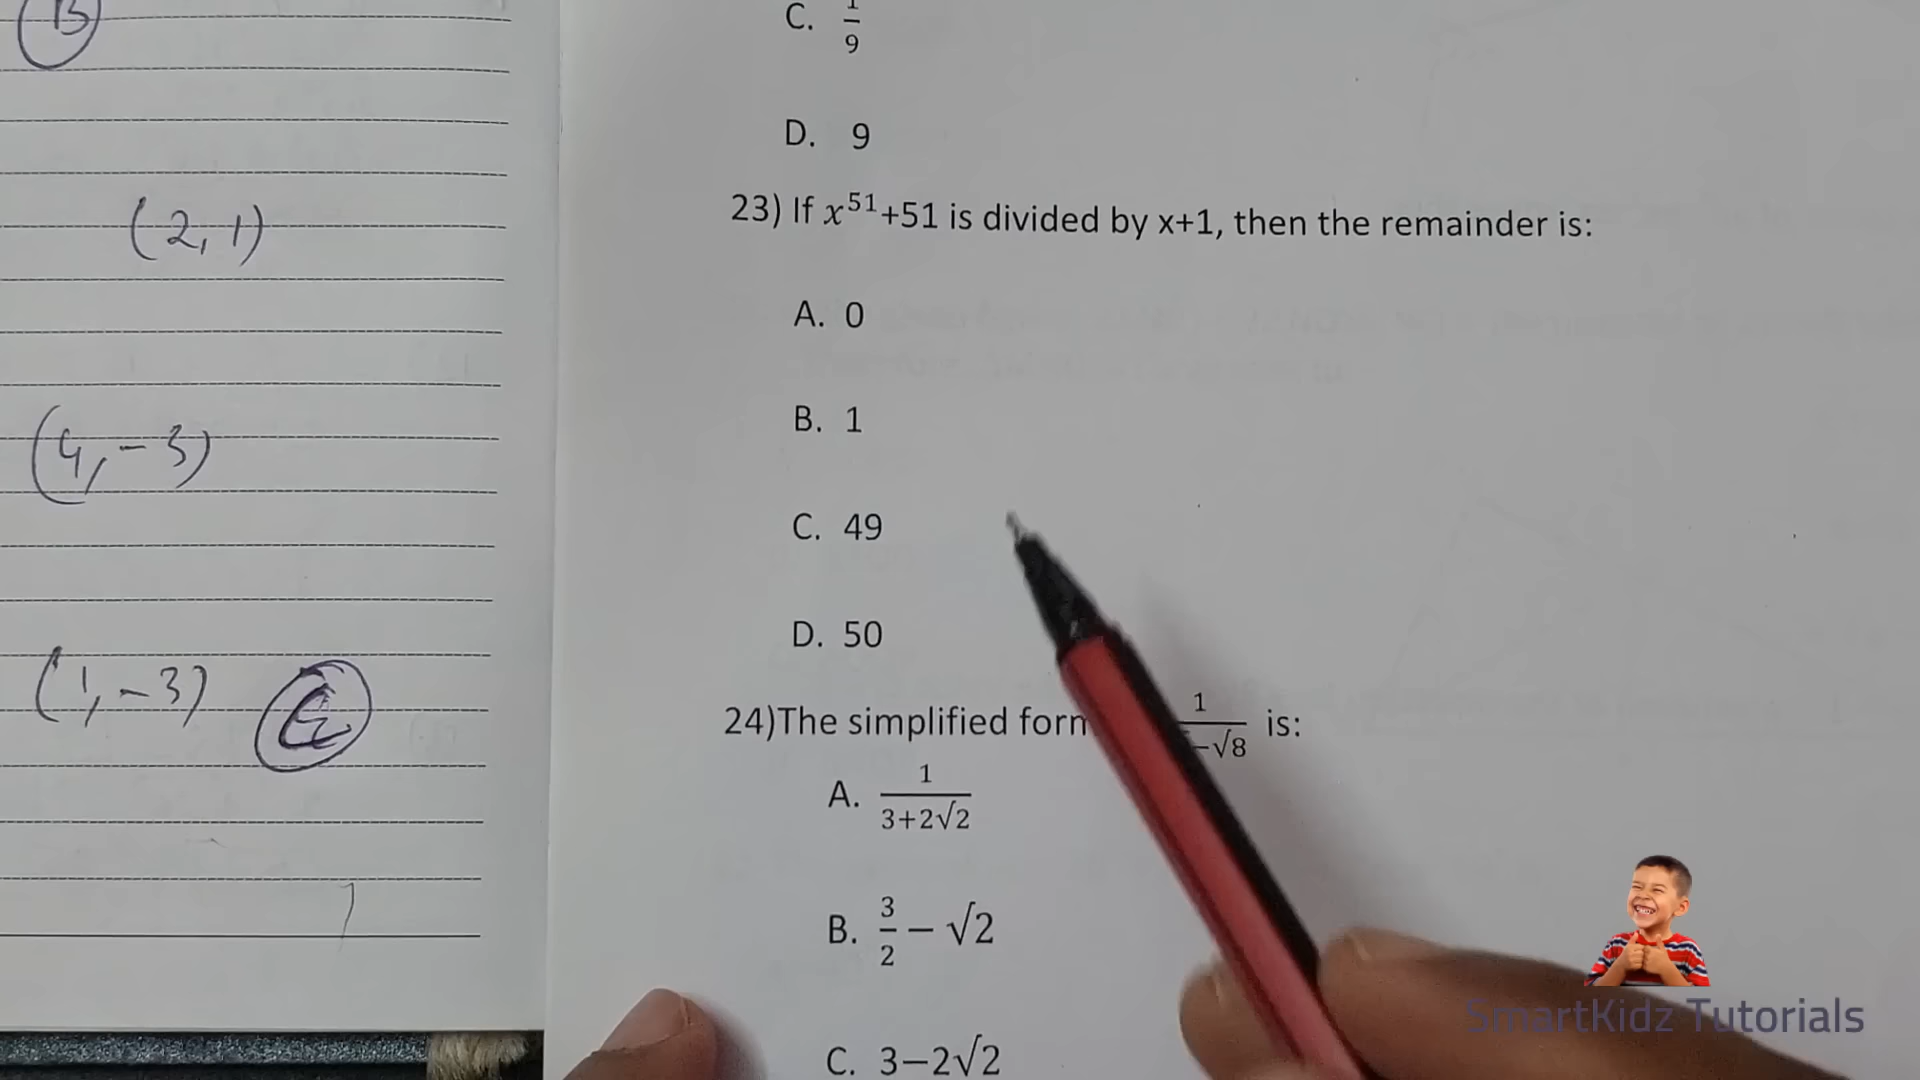 B
(2, 1)
(4, -3)
(1, -3) C
C. 1/9
D. 9
23) If x^51+51 is divided by x+1, then the remainder is:
A. 0
B. 1
C. 49
D. 50
24)The simplified form 1/−√8 is:
A. 1/3+2√2
B. 3/2 − √2
C. 3−2√2
SmartKidz Tutorials